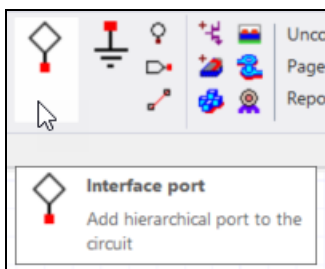 Unco
Page
Repo
Interface port
Add hierarchical port to the
circuit